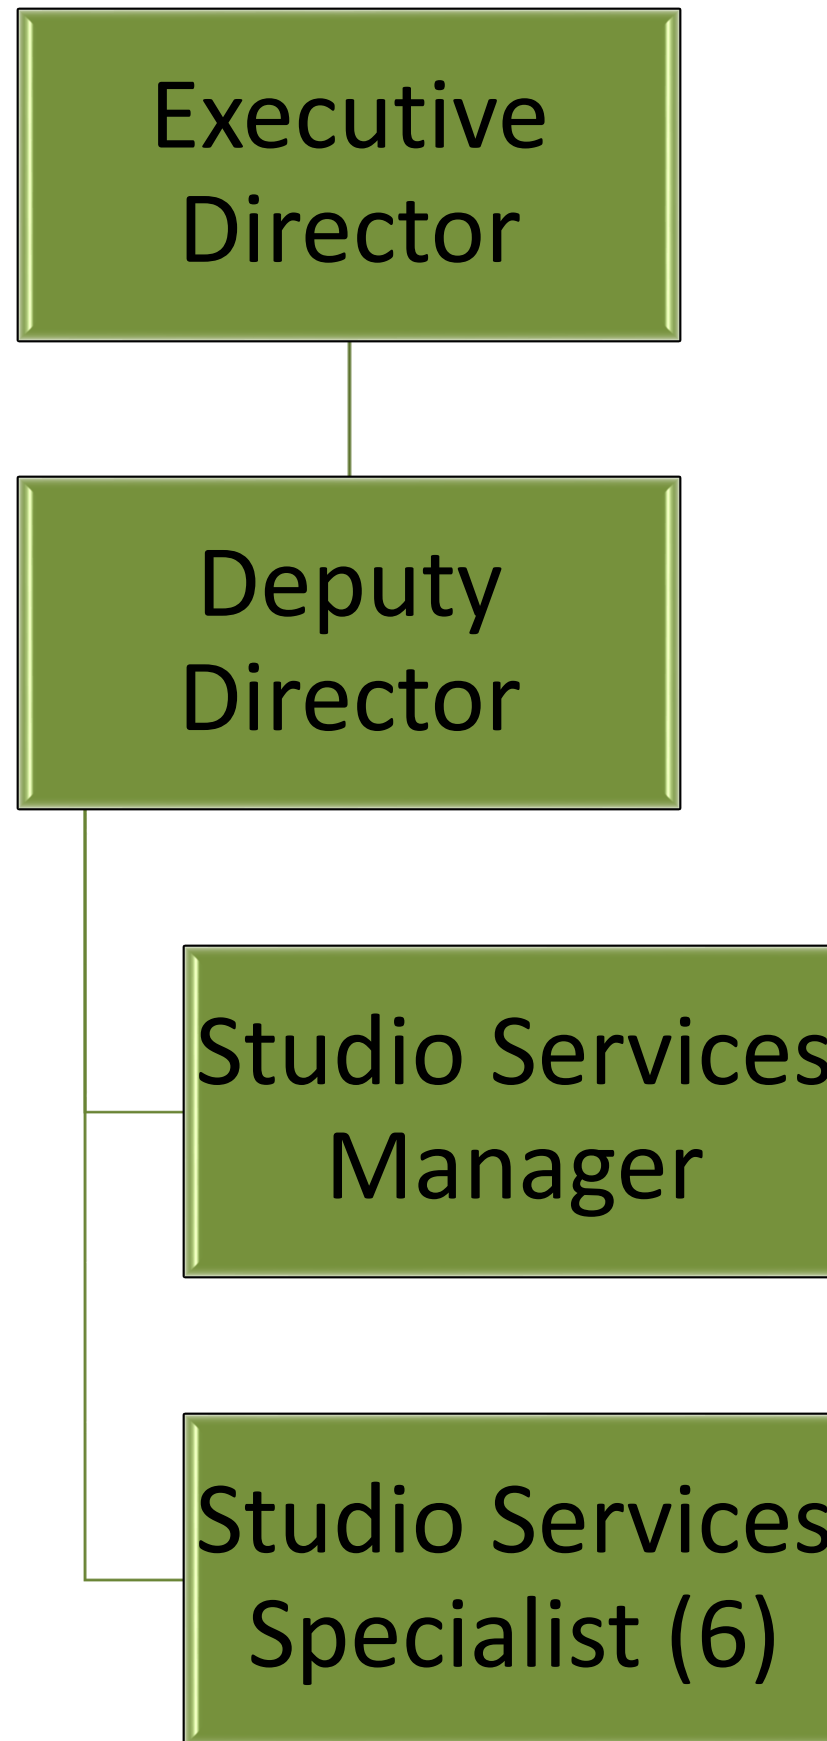 Executive
Director
Deputy
Director
Studio Services
Manager
Studio Services
Specialist (6)